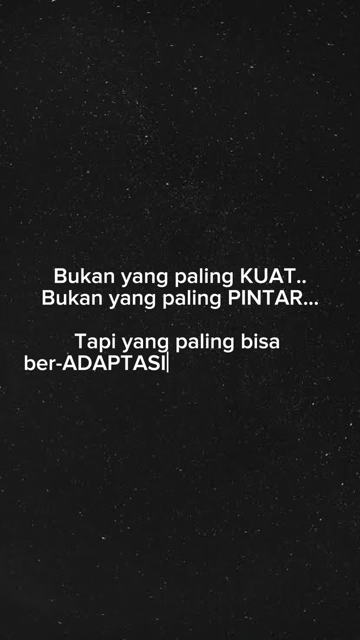 Bukan yang paling KUAT..
Bukan yang paling PINTAR...
Tapi yang paling bisa
ber-ADAPTASI